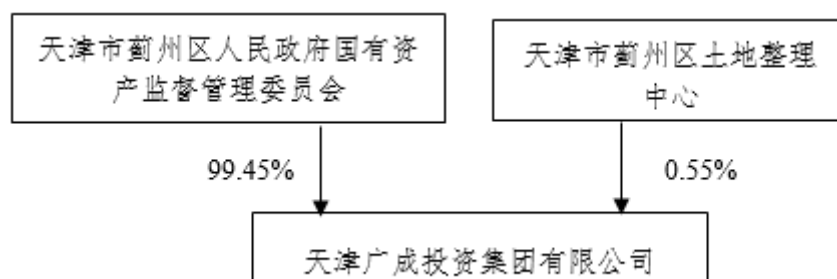 天津市蓟州区人民政府国有资
产监督管理委员会
天津市蓟州区土地整理
中心
99.45%
0.55%
天津广成投资集团有限公司